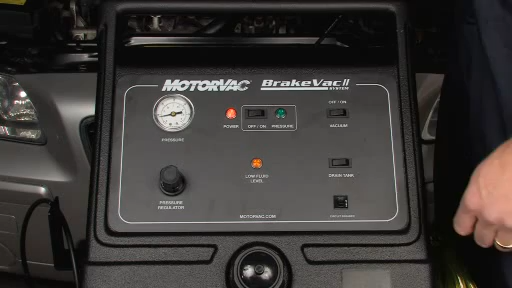 MOTORVAC BrakeVac II
SYSTEM
OFF / ON
POWER OFF / ON PRESSURE
VACUUM
PRESSURE
LOW FLUID
LEVEL
DRAIN TANK
PRESSURE
REGULATOR
MOTORVAC.COM